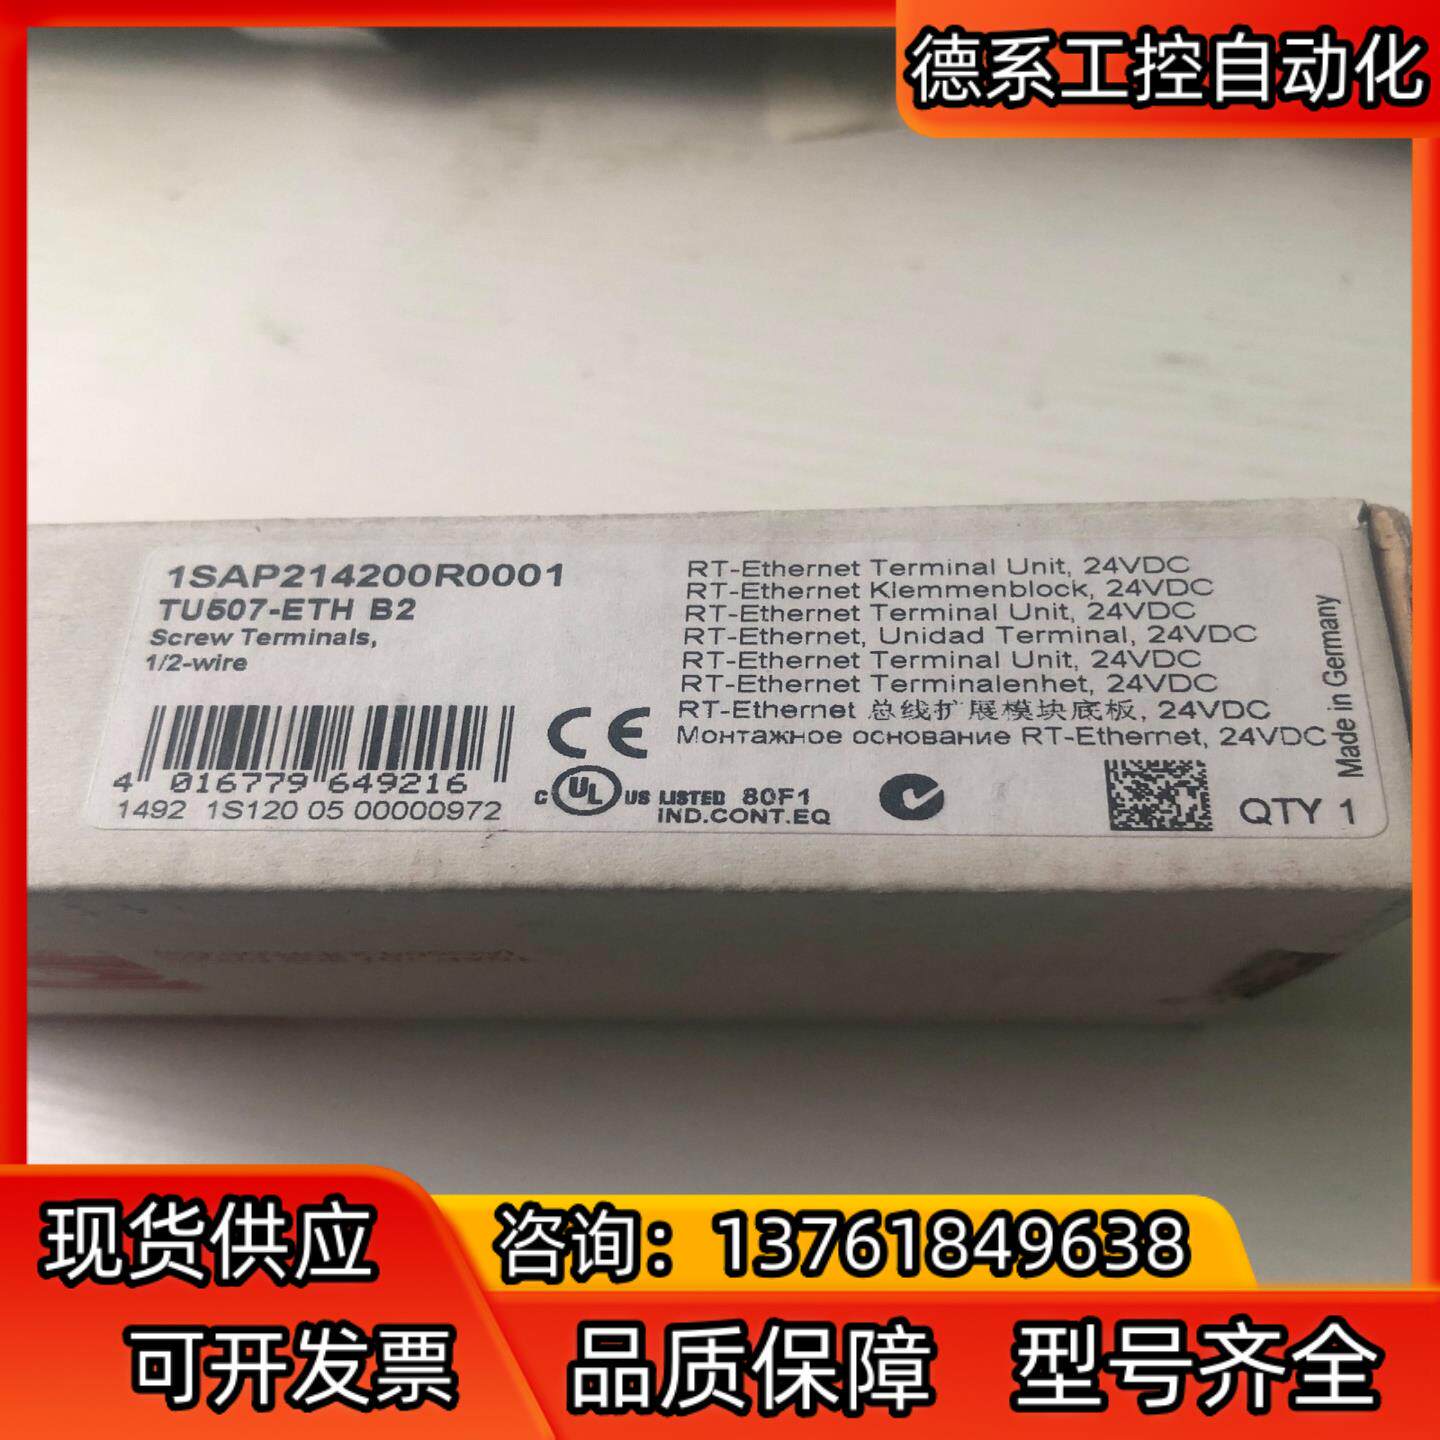 德系工控自动化
1SAP214200R0001
TU507-ETH B2
Screw Terminals,
1/2-wire
4 016779 649216
1492 1S120 05 00000972
RT-Ethernet Terminal Unit, 24VDC
RT-Ethernet Klemmenblock, 24VDC
RT-Ethernet Terminal Unit, 24VDC
RT-Ethernet, Unidad Terminal, 24VDC
RT-Ethernet Terminal Unit, 24VDC
RT-Ethernet Terminalenhet, 24VDC
RT-Ethernet 总线扩展模块底板, 24VDC
Монтажное основание RT-Ethernet, 24VDC
CE
C UL US LISTED 80F1
IND.CONT.EQ
QTY 1
Made in Germany
现货供应
咨询：13761849638
可开发票
品质保障
型号齐全